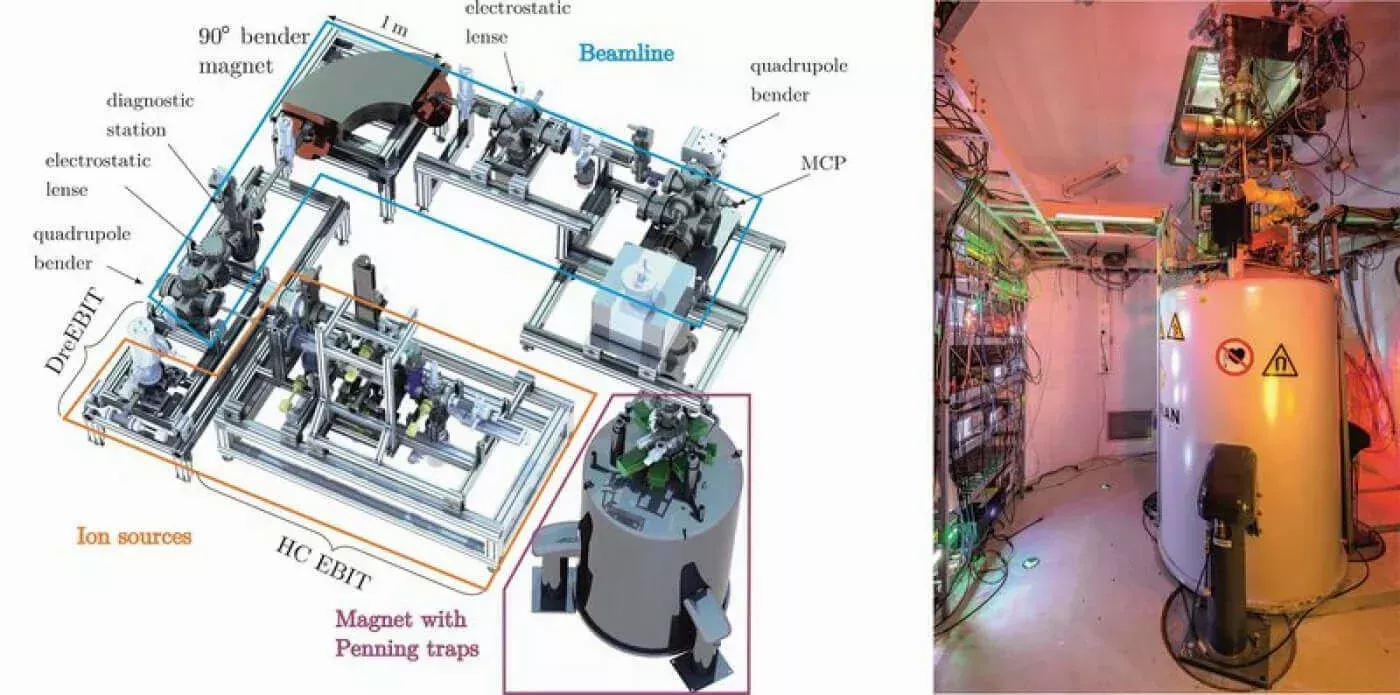 1 m
90° bender
magnet
electrostatic
lense
Beamline
quadrupole
bender
MCP
diagnostic
station
electrostatic
lense
quadrupole
bender
DreEBIT
Ion sources
HC EBIT
Magnet with
Penning traps